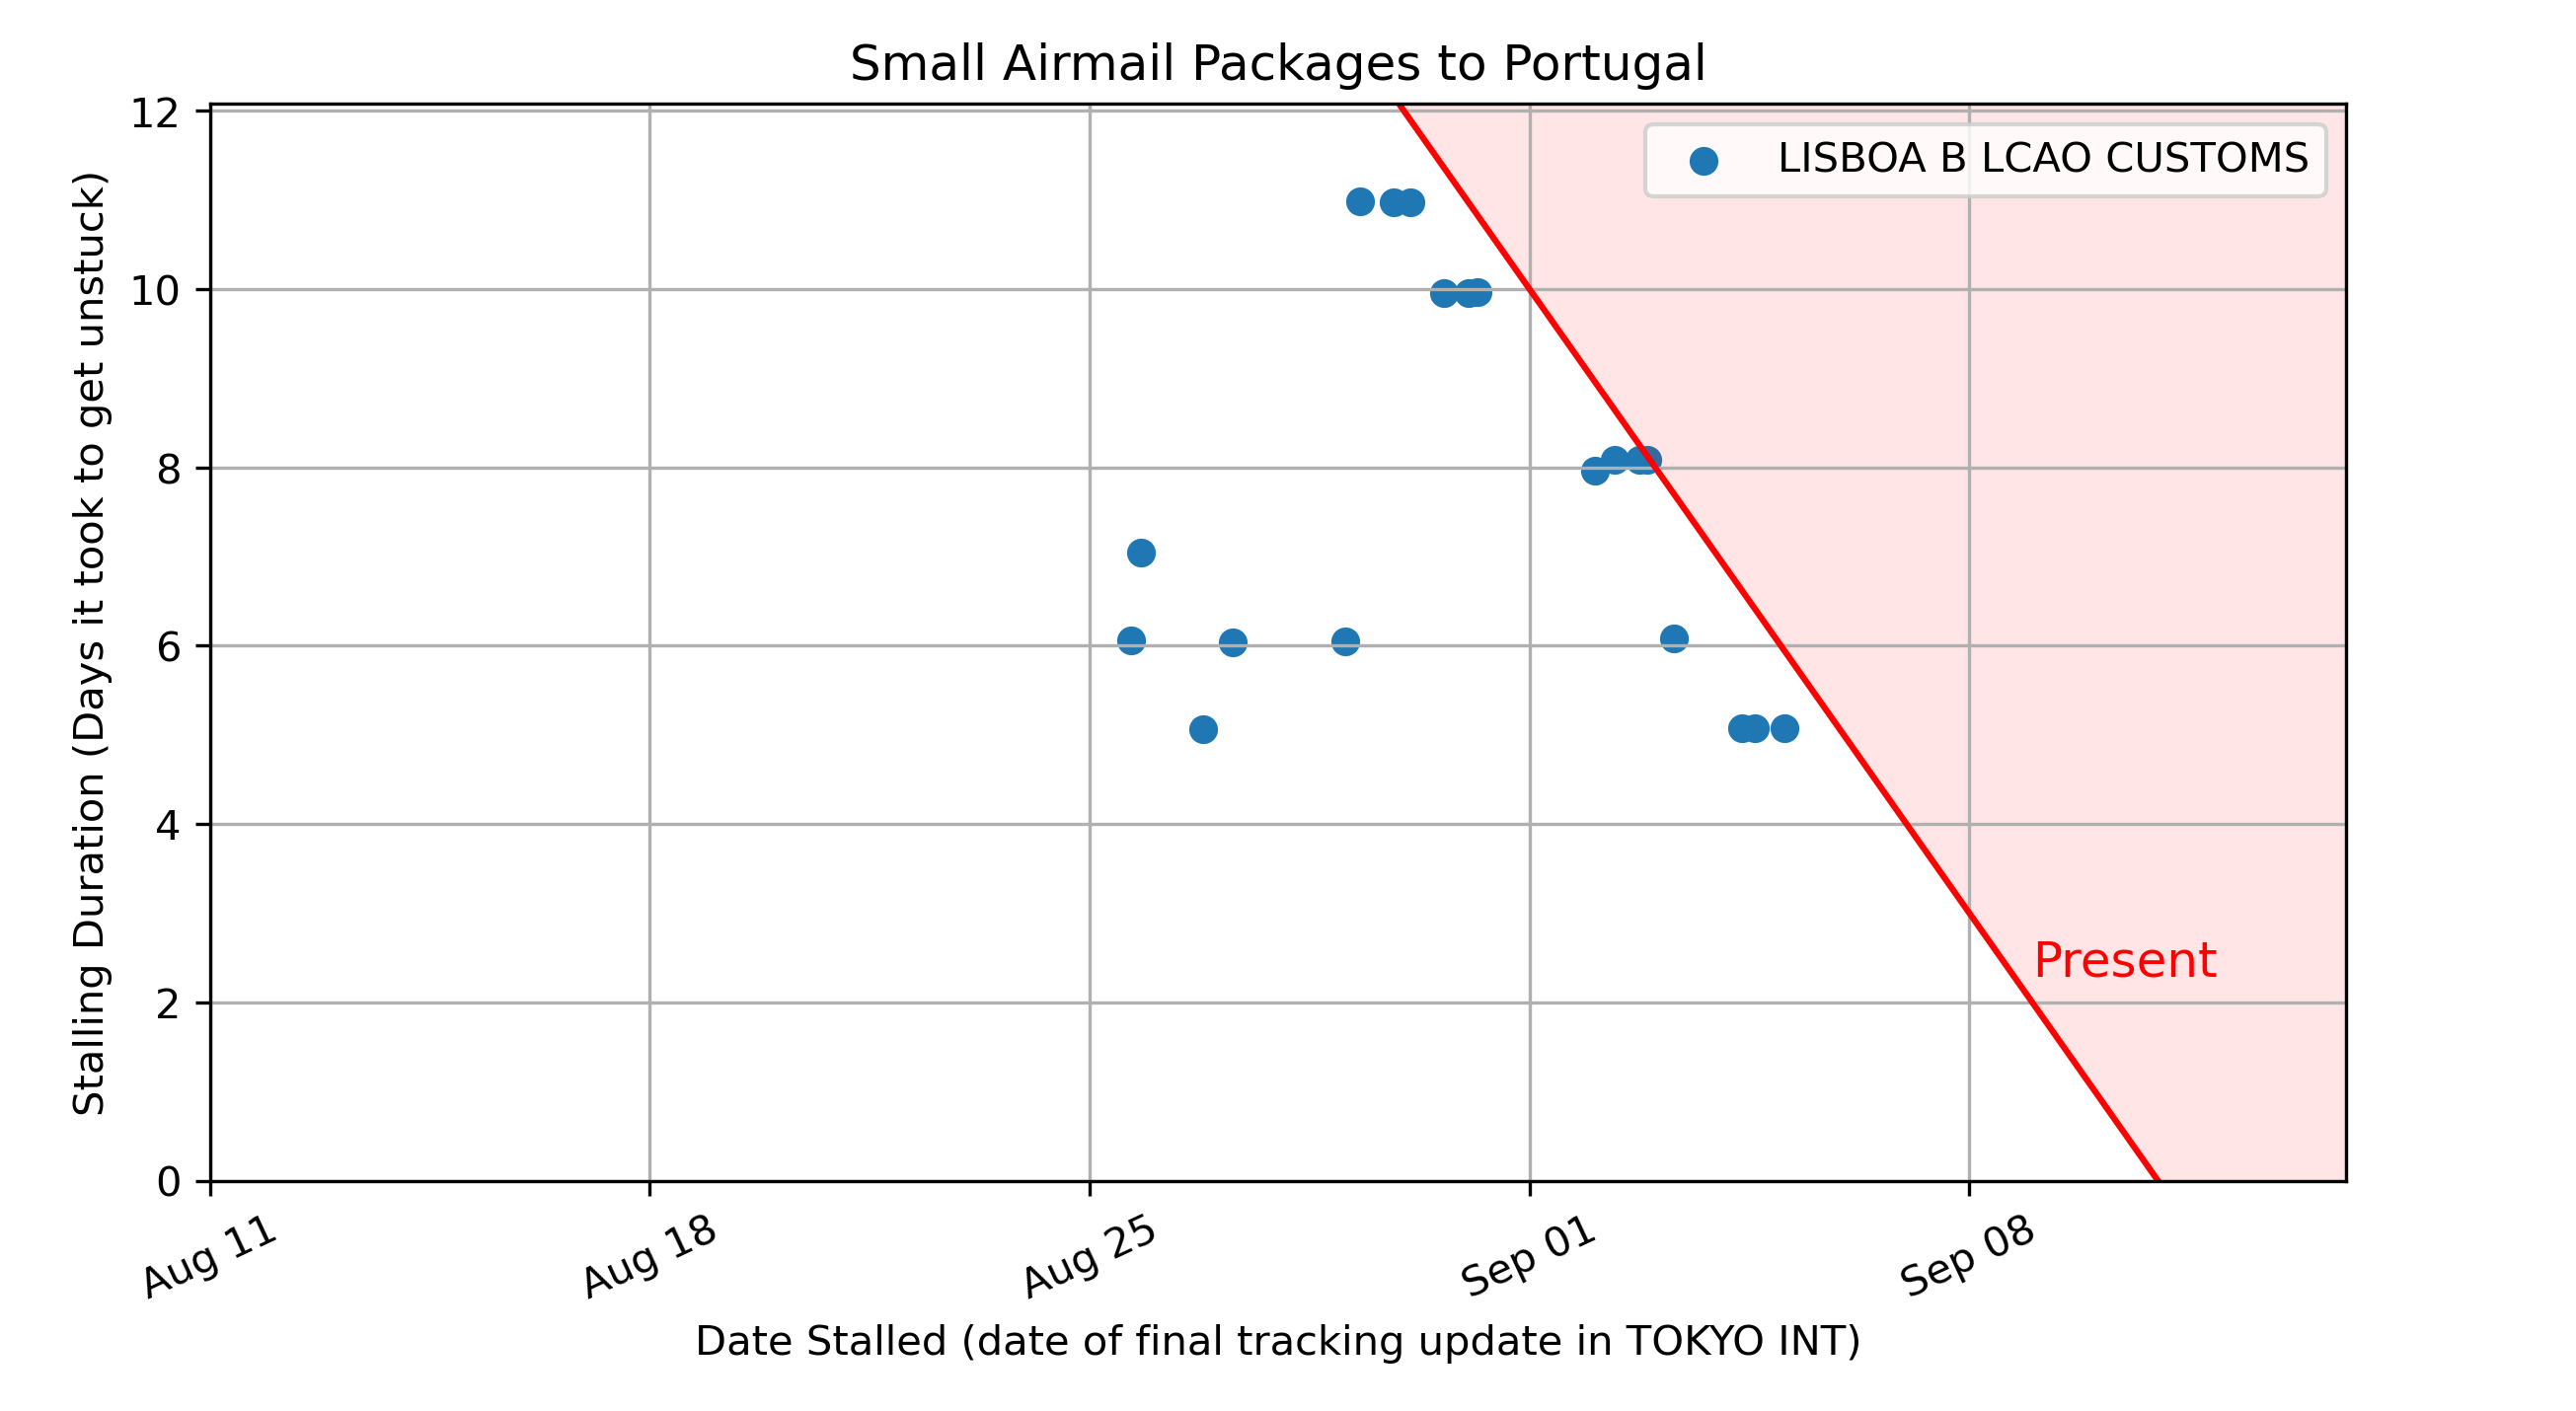 Small Airmail Packages to Portugal
12
10
8
6
4
2
0
Stalling Duration (Days it took to get unstuck)
LISBOA B LCAO CUSTOMS
Present
Aug 11
Aug 18
Aug 25
Sep 01
Sep 08
Date Stalled (date of final tracking update in TOKYO INT)